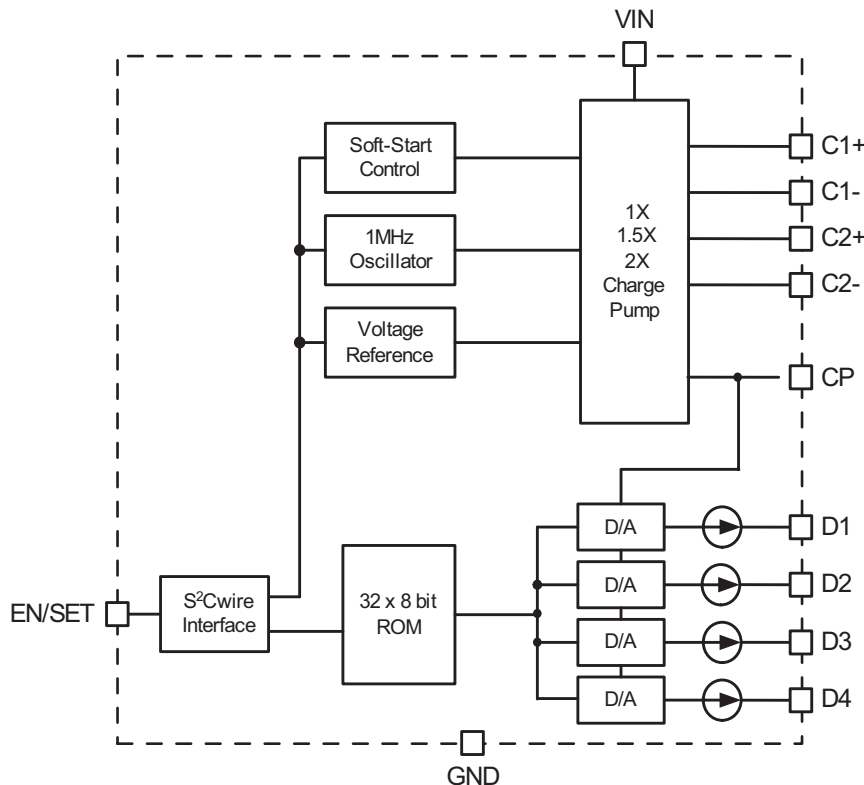 VIN
Soft-Start
Control
1MHz
Oscillator
Voltage
Reference
1X
1.5X
2X
Charge
Pump
C1+
C1-
C2+
C2-
CP
EN/SET
S²Cwire
Interface
32 x 8 bit
ROM
D/A
D1
D/A
D2
D/A
D3
D/A
D4
GND